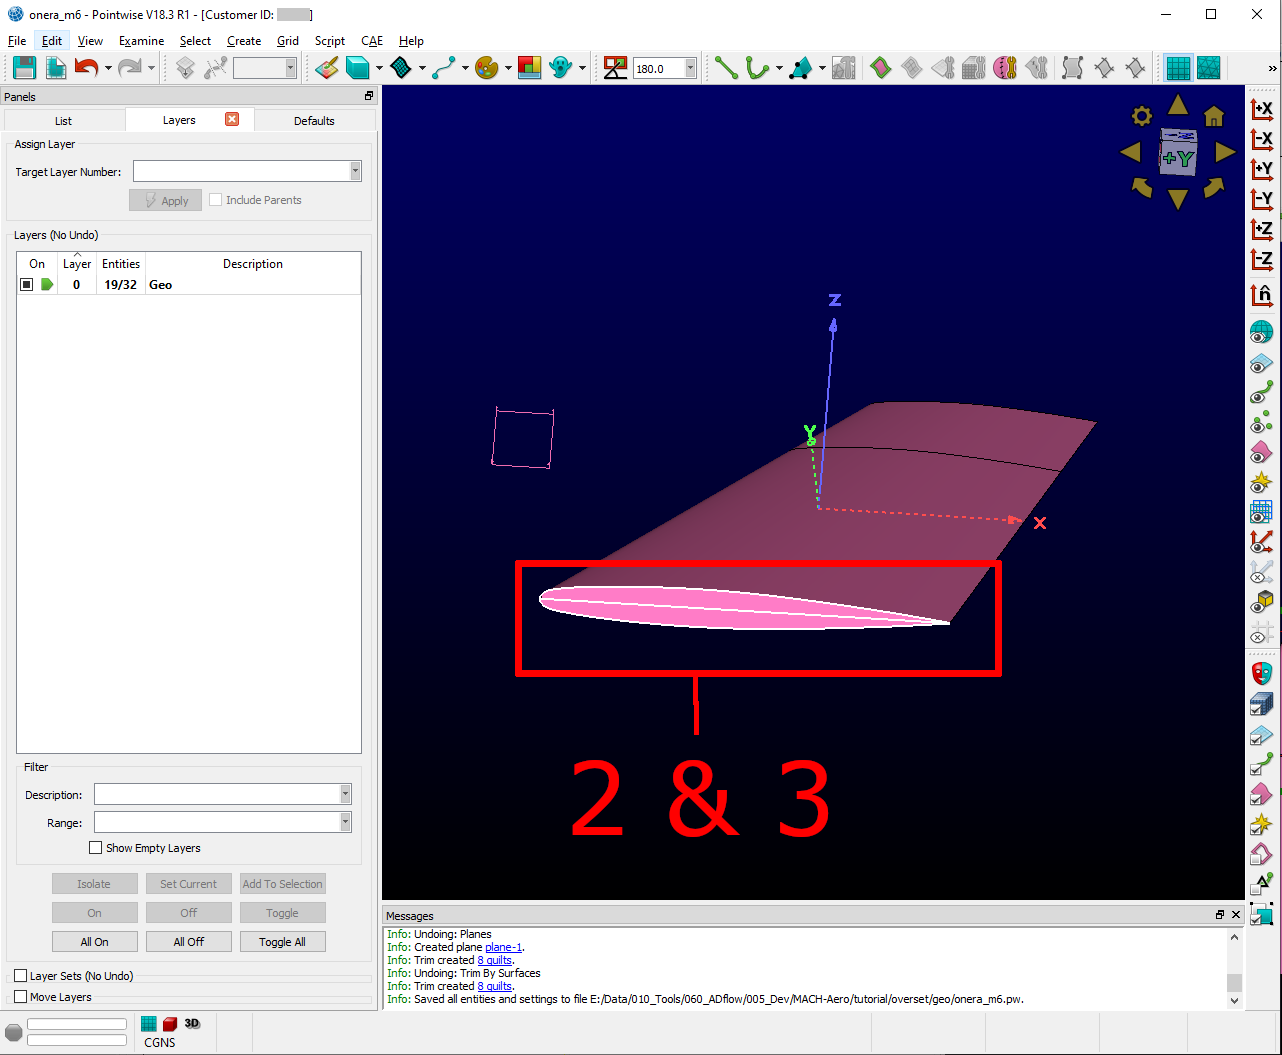 onera_m6 - Pointwise V18.3 R1 - [Customer ID: ]
File Edit View Examine Select Create Grid Script CAE Help
180.0
»
Panels
List Layers Defaults
Assign Layer
Target Layer Number:
Apply Include Parents
Layers (No Undo)
On Layer Entities Description
0 19/32 Geo
Filter
Description:
Range:
Show Empty Layers
Isolate Set Current Add To Selection
On Off Toggle
All On All Off Toggle All
Layer Sets (No Undo)
Move Layers
CGNS
3D
+Y
Z
Y
X
2 & 3
+X
-X
+Y
-Y
+Z
-Z
n̂
Messages
Info: Undoing: Planes
Info: Created plane plane-1.
Info: Trim created 8 quilts.
Info: Undoing: Trim By Surfaces
Info: Trim created 8 quilts.
Info: Saved all entities and settings to file E:/Data/010_Tools/060_ADflow/005_Dev/MACH-Aero/tutorial/overset/geo/onera_m6.pw.